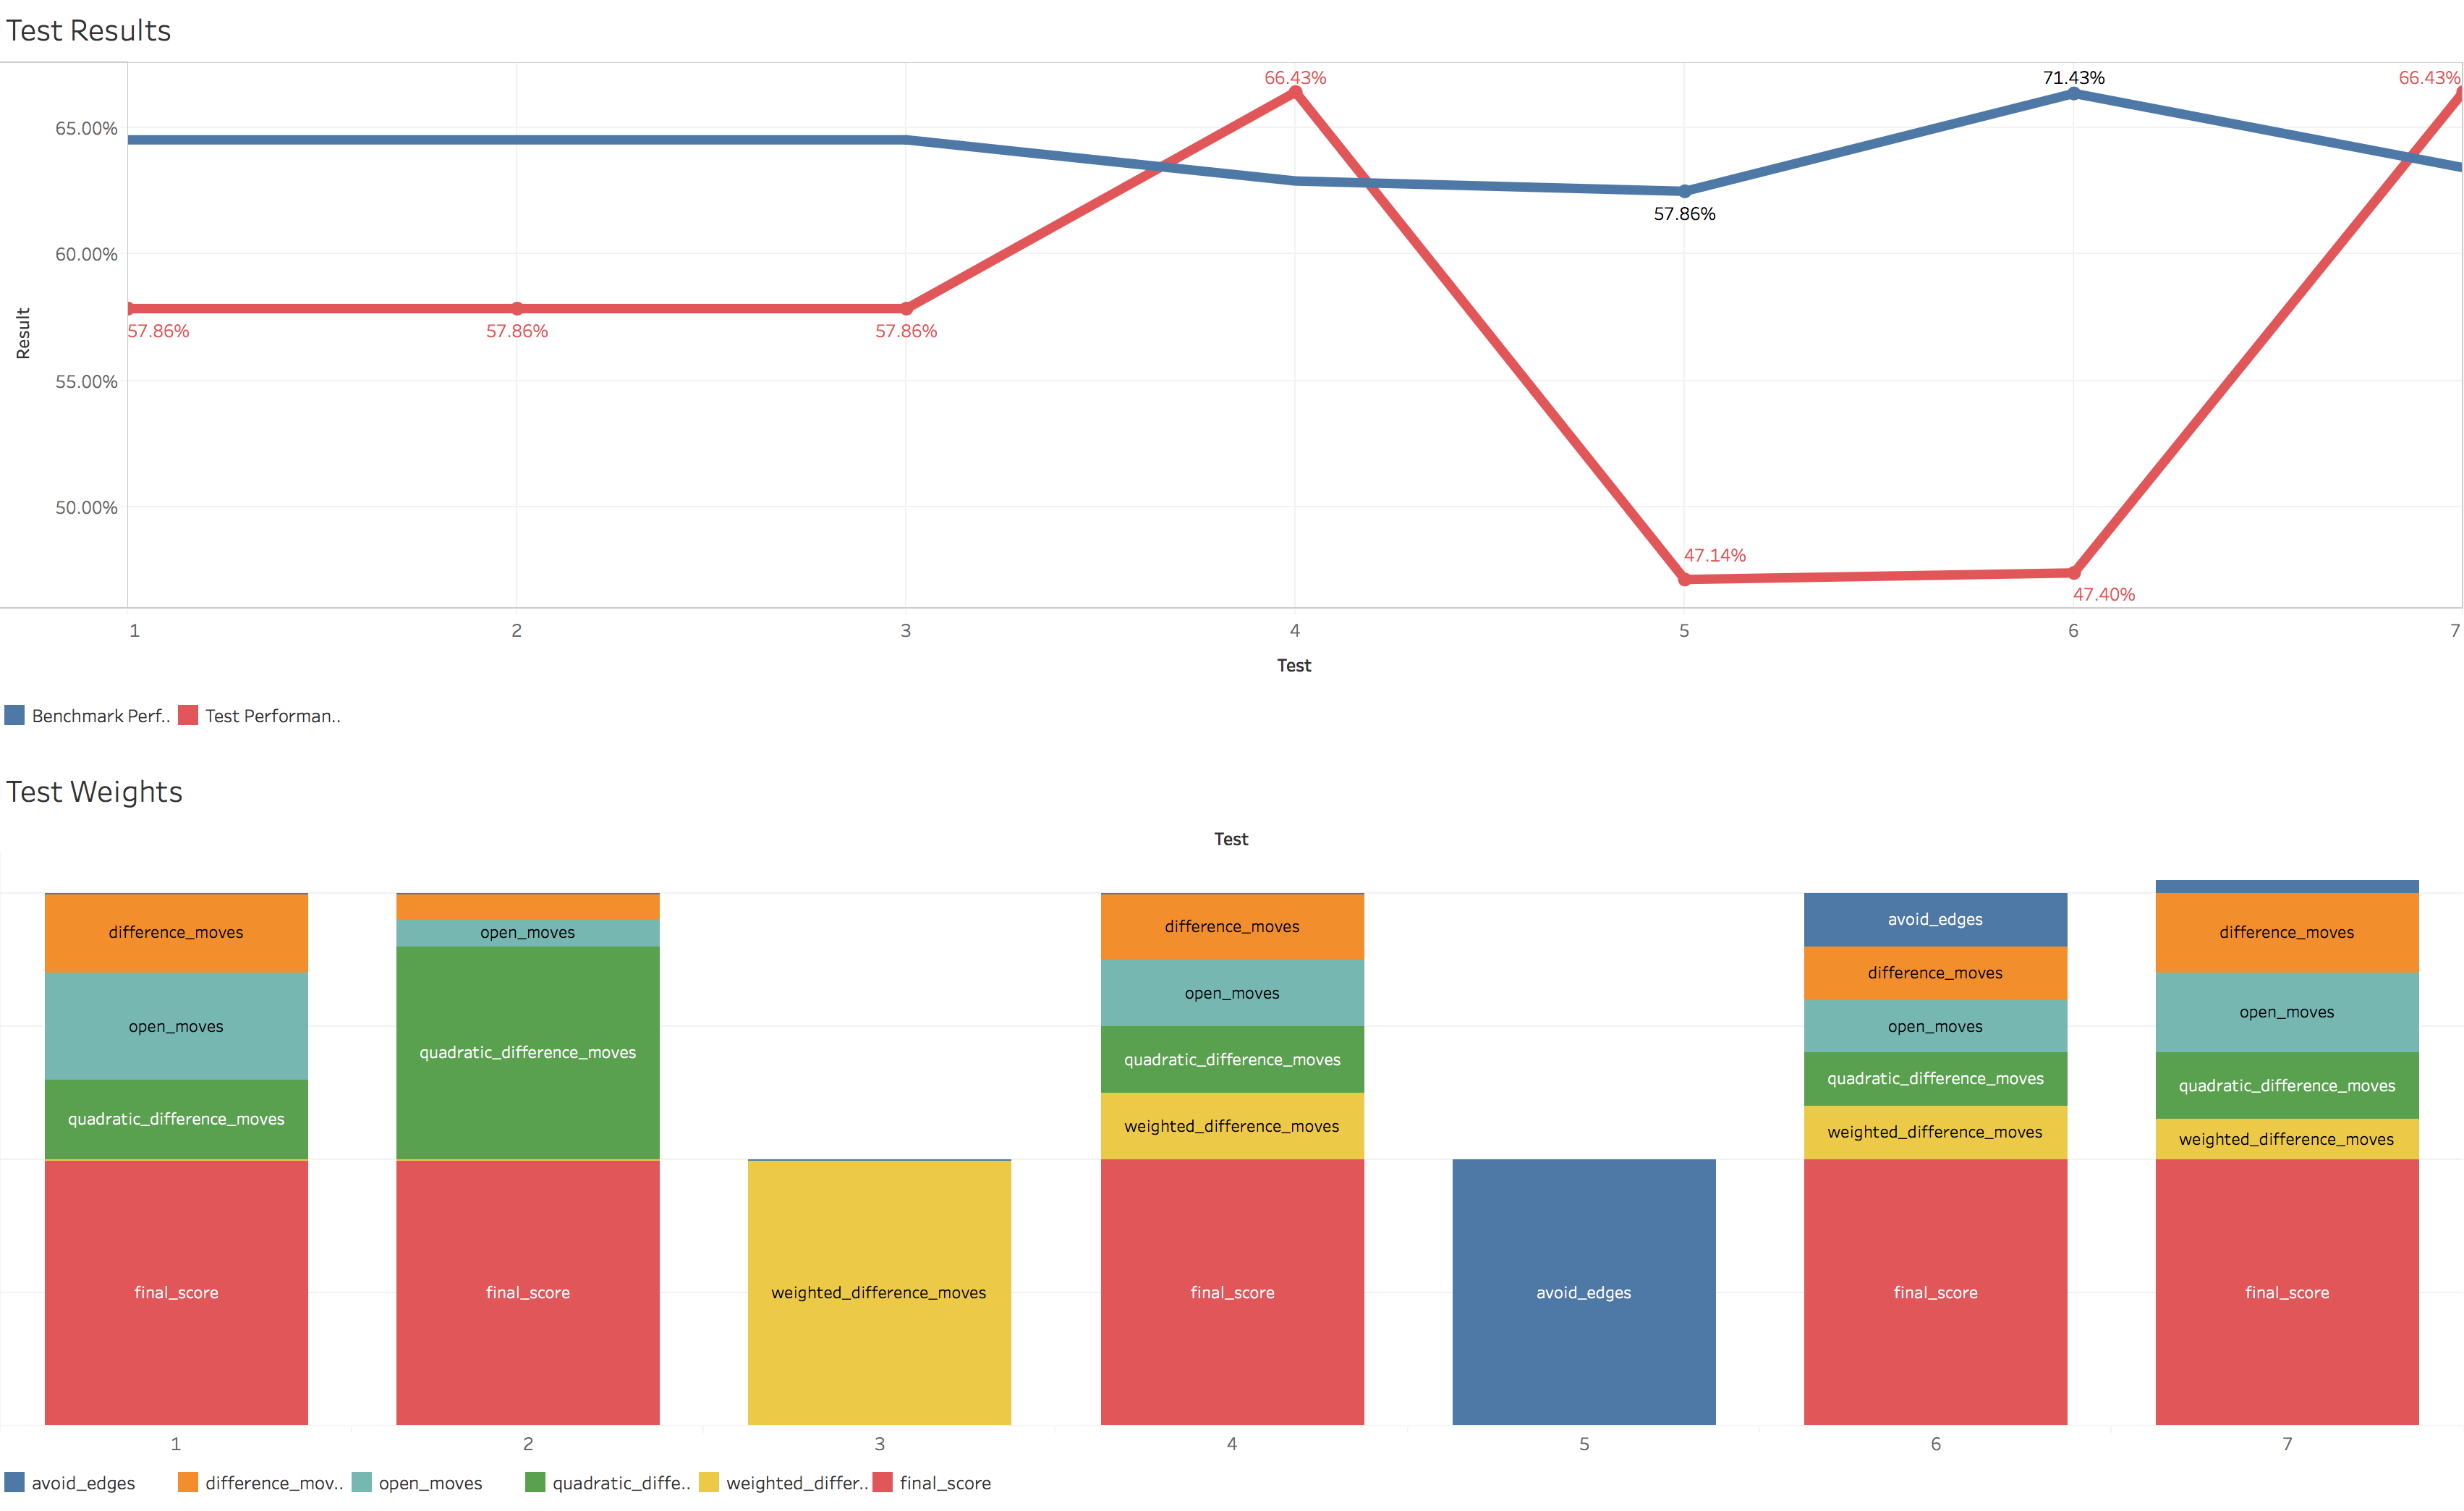 Test Results
66.43% 71.43% 66.43%
65.00%
57.86%
60.00%
57.86% 57.86% 57.86%
Result
55.00%
50.00%
47.14%
47.40%
1 2 3 4 5 6 7
Test
Benchmark Perf.. Test Performan..
Test Weights
Test
difference_moves open_moves difference_moves avoid_edges difference_moves
difference_moves
open_moves quadratic_difference_moves open_moves open_moves open_moves
quadratic_difference_moves quadratic_difference_moves quadratic_difference_moves quadratic_difference_moves
weighted_difference_moves weighted_difference_moves weighted_difference_moves
final_score final_score weighted_difference_moves final_score avoid_edges final_score final_score
1 2 3 4 5 6 7
avoid_edges difference_mov.. open_moves quadratic_diffe.. weighted_differ.. final_score